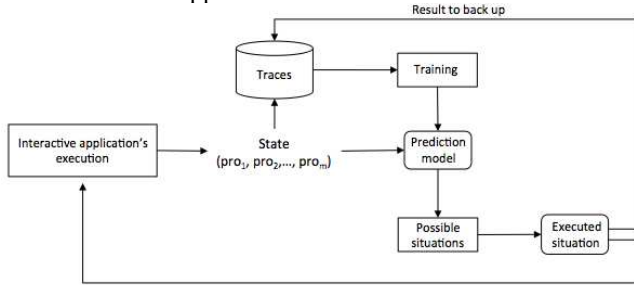 Result to back up
Traces
Training
Interactive application's
execution
State
(pro1, pro2,..., prom)
Prediction
model
Possible
situations
Executed
situation